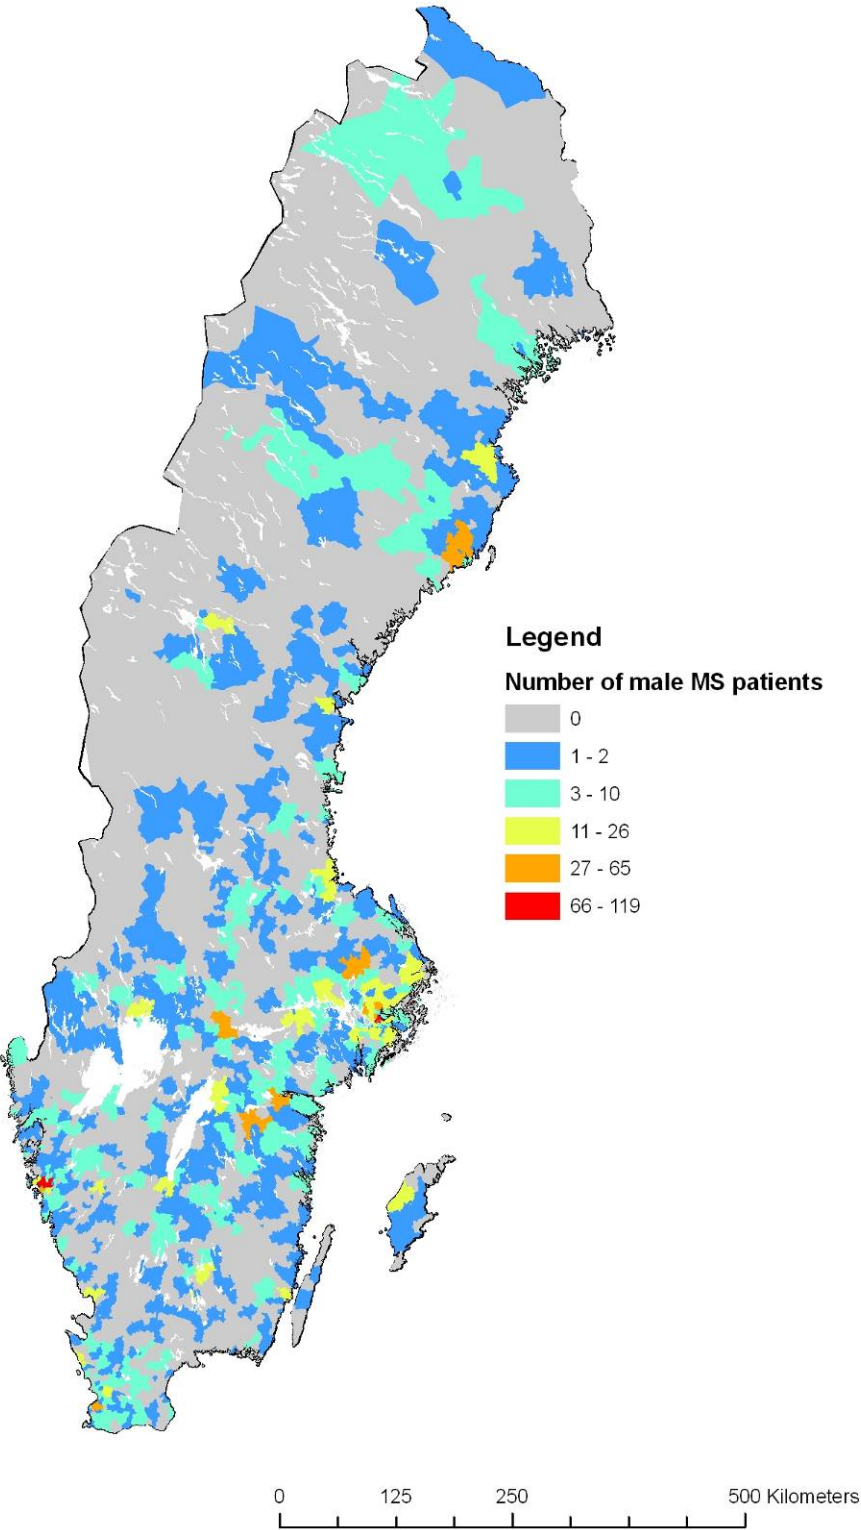 Legend
Number of male MS patients
0
1 - 2
3 - 10
11 - 26
27 - 65
66 - 119
0 125 250 500 Kilometers